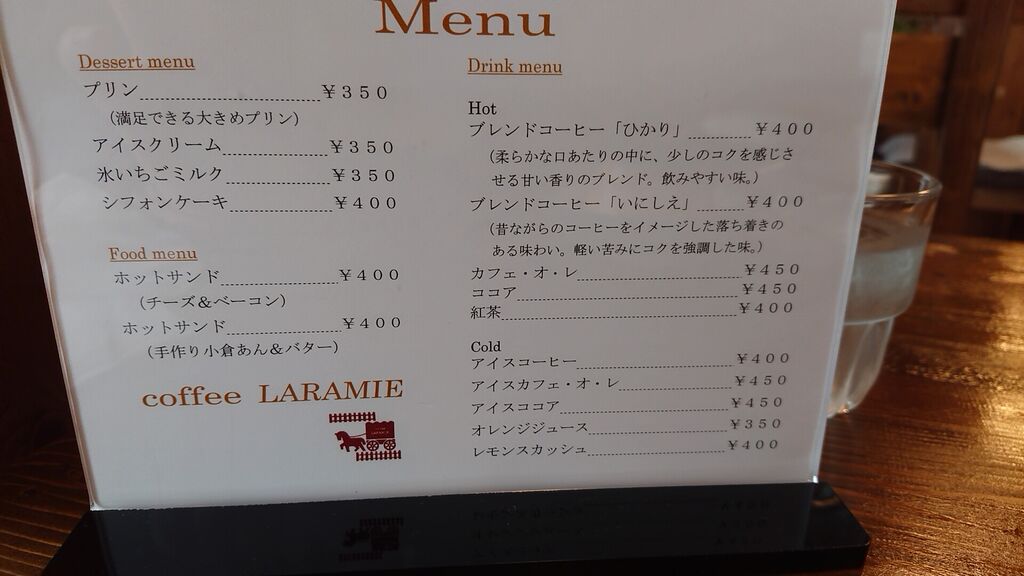 Menu
Dessert menu
プリン ¥350
(満足できる大きめプリン)
アイスクリーム ¥350
氷いちごミルク ¥350
シフォンケーキ ¥400
Food menu
ホットサンド ¥400
(チーズ&ベーコン)
ホットサンド ¥400
(手作り小倉あん&バター)
coffee LARAMIE
Drink menu
Hot
ブレンドコーヒー「ひかり」 ¥400
(柔らかな口あたりの中に、少しのコクを感じさ
せる甘い香りのブレンド。飲みやすい味。)
ブレンドコーヒー「いにしえ」 ¥400
(昔ながらのコーヒーをイメージした落ち着きの
ある味わい。軽い苦みにコクを強調した味。)
カフェ・オ・レ ¥450
ココア ¥450
紅茶 ¥400
Cold
アイスコーヒー ¥400
アイスカフェ・オ・レ ¥450
アイスココア ¥450
オレンジジュース ¥350
レモンスカッシュ ¥400